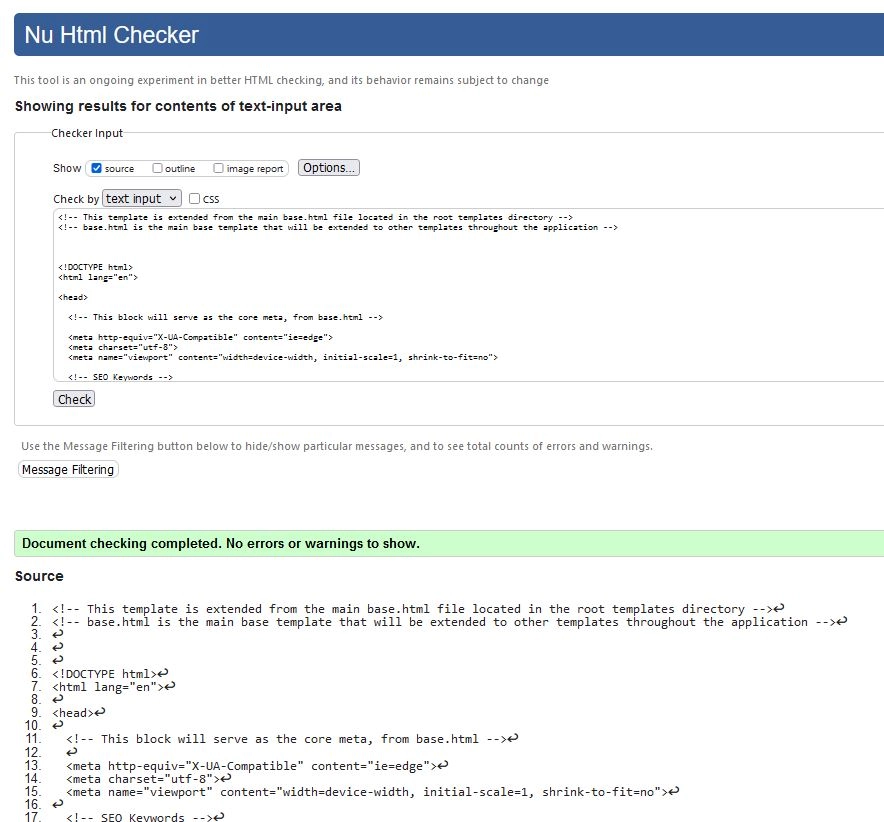 Nu Html Checker
This tool is an ongoing experiment in better HTML checking, and its behavior remains subject to change
Showing results for contents of text-input area
Checker Input
Show source outline image report Options...
Check by text input CSS
<!-- This template is extended from the main base.html file located in the root templates directory -->
<!-- base.html is the main base template that will be extended to other templates throughout the application -->
<!DOCTYPE html>
<html lang="en">
<head>
<!-- This block will serve as the core meta, from base.html -->
<meta http-equiv="X-UA-Compatible" content="ie=edge">
<meta charset="utf-8">
<meta name="viewport" content="width=device-width, initial-scale=1, shrink-to-fit=no">
<!-- SEO Keywords -->
Check
Use the Message Filtering button below to hide/show particular messages, and to see total counts of errors and warnings.
Message Filtering
Document checking completed. No errors or warnings to show.
Source
1. <!-- This template is extended from the main base.html file located in the root templates directory -->↩
2. <!-- base.html is the main base template that will be extended to other templates throughout the application -->↩
3. ↩
4. ↩
5. ↩
6. <!DOCTYPE html>↩
7. <html lang="en">↩
8. ↩
9. <head>↩
10. ↩
11. <!-- This block will serve as the core meta, from base.html -->↩
12. ↩
13. <meta http-equiv="X-UA-Compatible" content="ie=edge">↩
14. <meta charset="utf-8">↩
15. <meta name="viewport" content="width=device-width, initial-scale=1, shrink-to-fit=no">↩
16. ↩
17. <!-- SEO Keywords -->↩